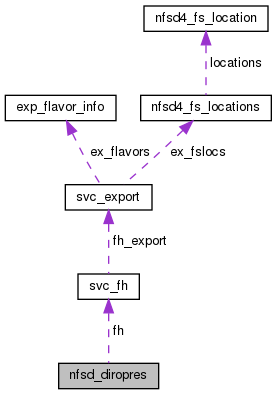 nfsd4_fs_location
locations
exp_flavor_info
nfsd4_fs_locations
ex_flavors
ex_fslocs
svc_export
fh_export
svc_fh
fh
nfsd_diropres